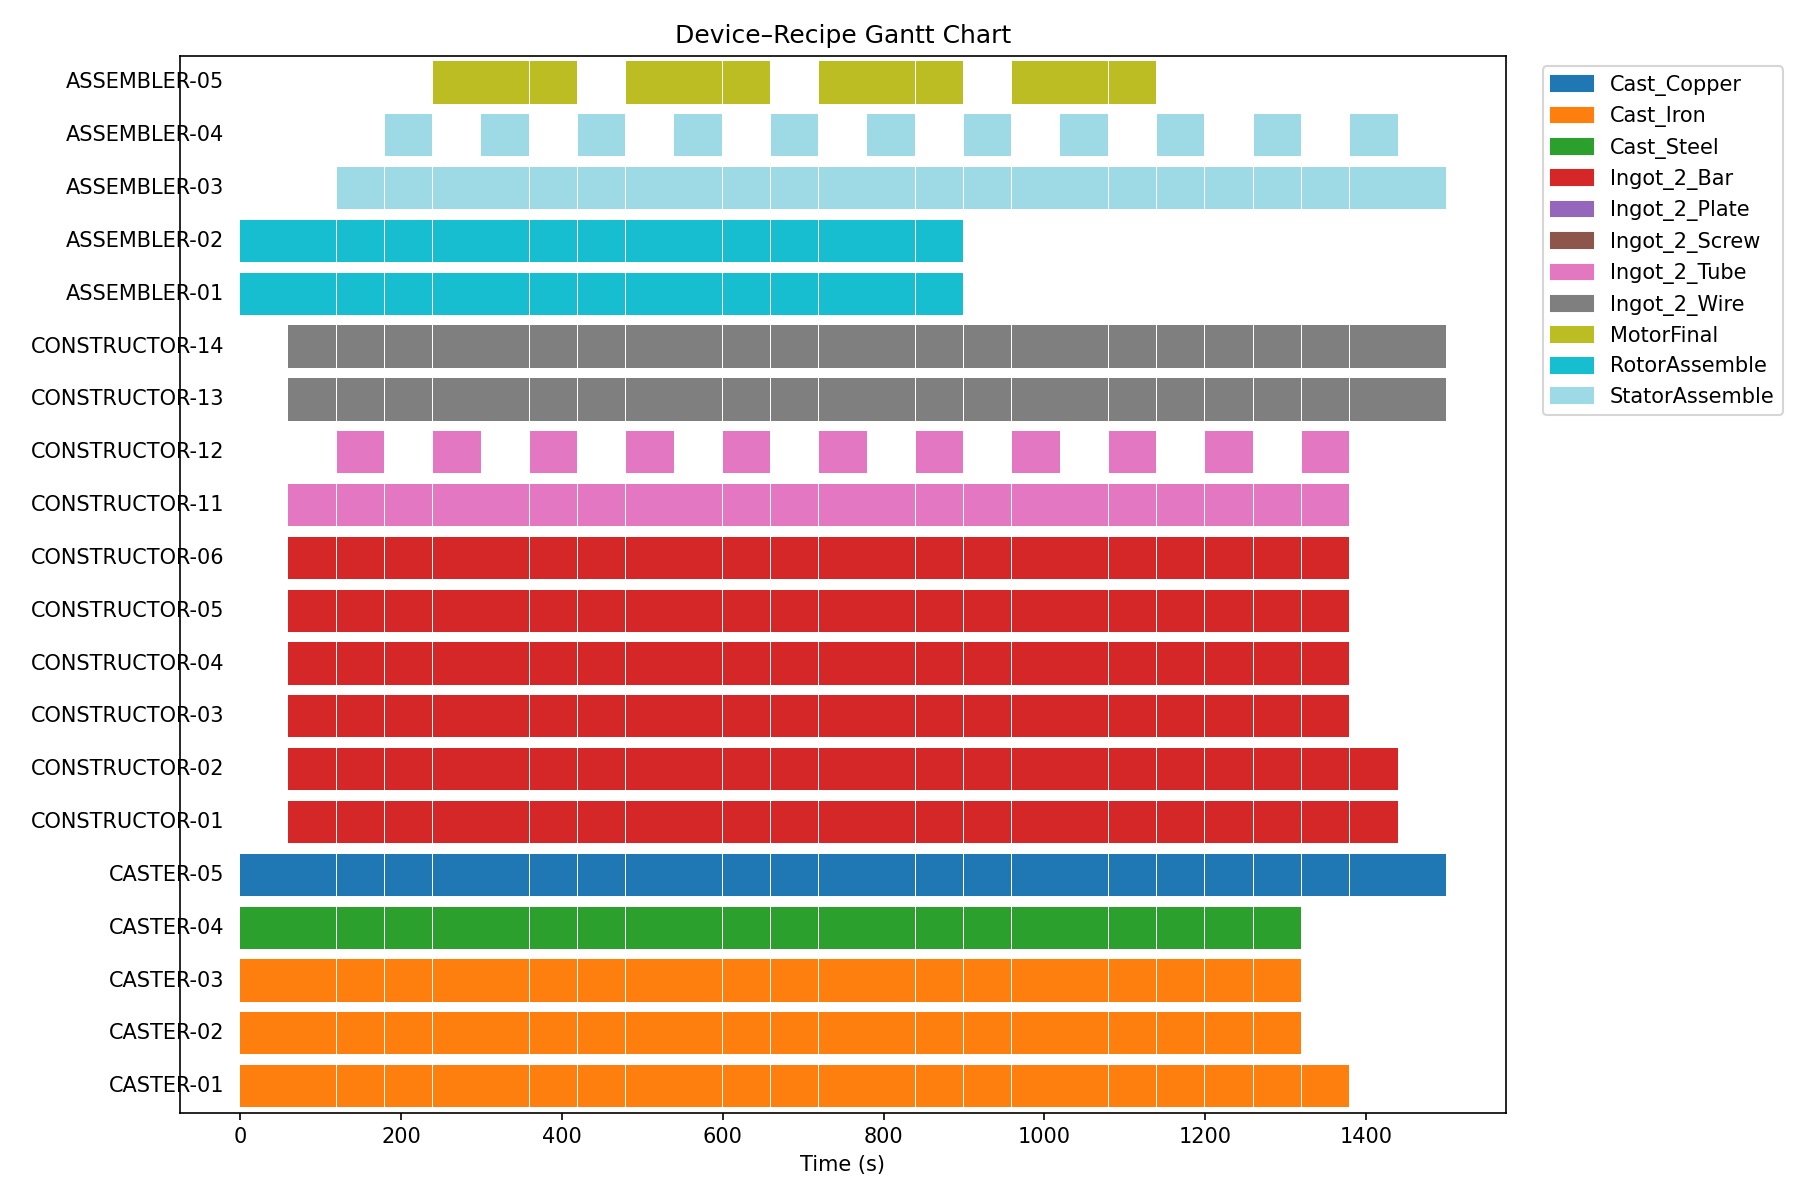 Device–Recipe Gantt Chart
ASSEMBLER-05
ASSEMBLER-04
ASSEMBLER-03
ASSEMBLER-02
ASSEMBLER-01
CONSTRUCTOR-14
CONSTRUCTOR-13
CONSTRUCTOR-12
CONSTRUCTOR-11
CONSTRUCTOR-06
CONSTRUCTOR-05
CONSTRUCTOR-04
CONSTRUCTOR-03
CONSTRUCTOR-02
CONSTRUCTOR-01
CASTER-05
CASTER-04
CASTER-03
CASTER-02
CASTER-01
0 200 400 600 800 1000 1200 1400
Time (s)
Cast_Copper
Cast_Iron
Cast_Steel
Ingot_2_Bar
Ingot_2_Plate
Ingot_2_Screw
Ingot_2_Tube
Ingot_2_Wire
MotorFinal
RotorAssemble
StatorAssemble